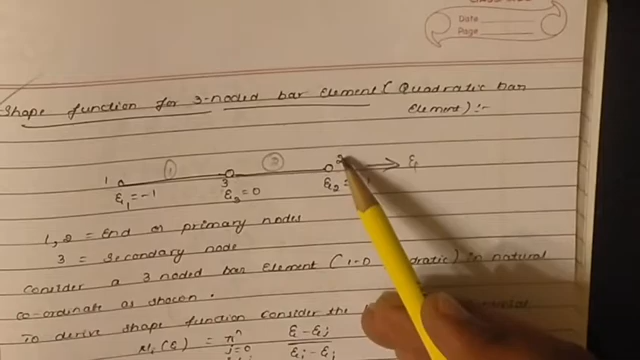 Date
Page
Shape function for 3-noded bar Element (Quadratic bar
Element) :-
1 ① 3 ② 2 ξ
ξ1 = -1 ξ3 = 0 ξ2 =
1, 2 = End or primary nodes
3 = Secondary node
Consider a 3 noded bar Element (1-D quadratic) in natural
co-ordinate as shown.
To derive shape function consider the
Ni (ξ) = π^n j=0 ξ - ξj / ξi - ξj